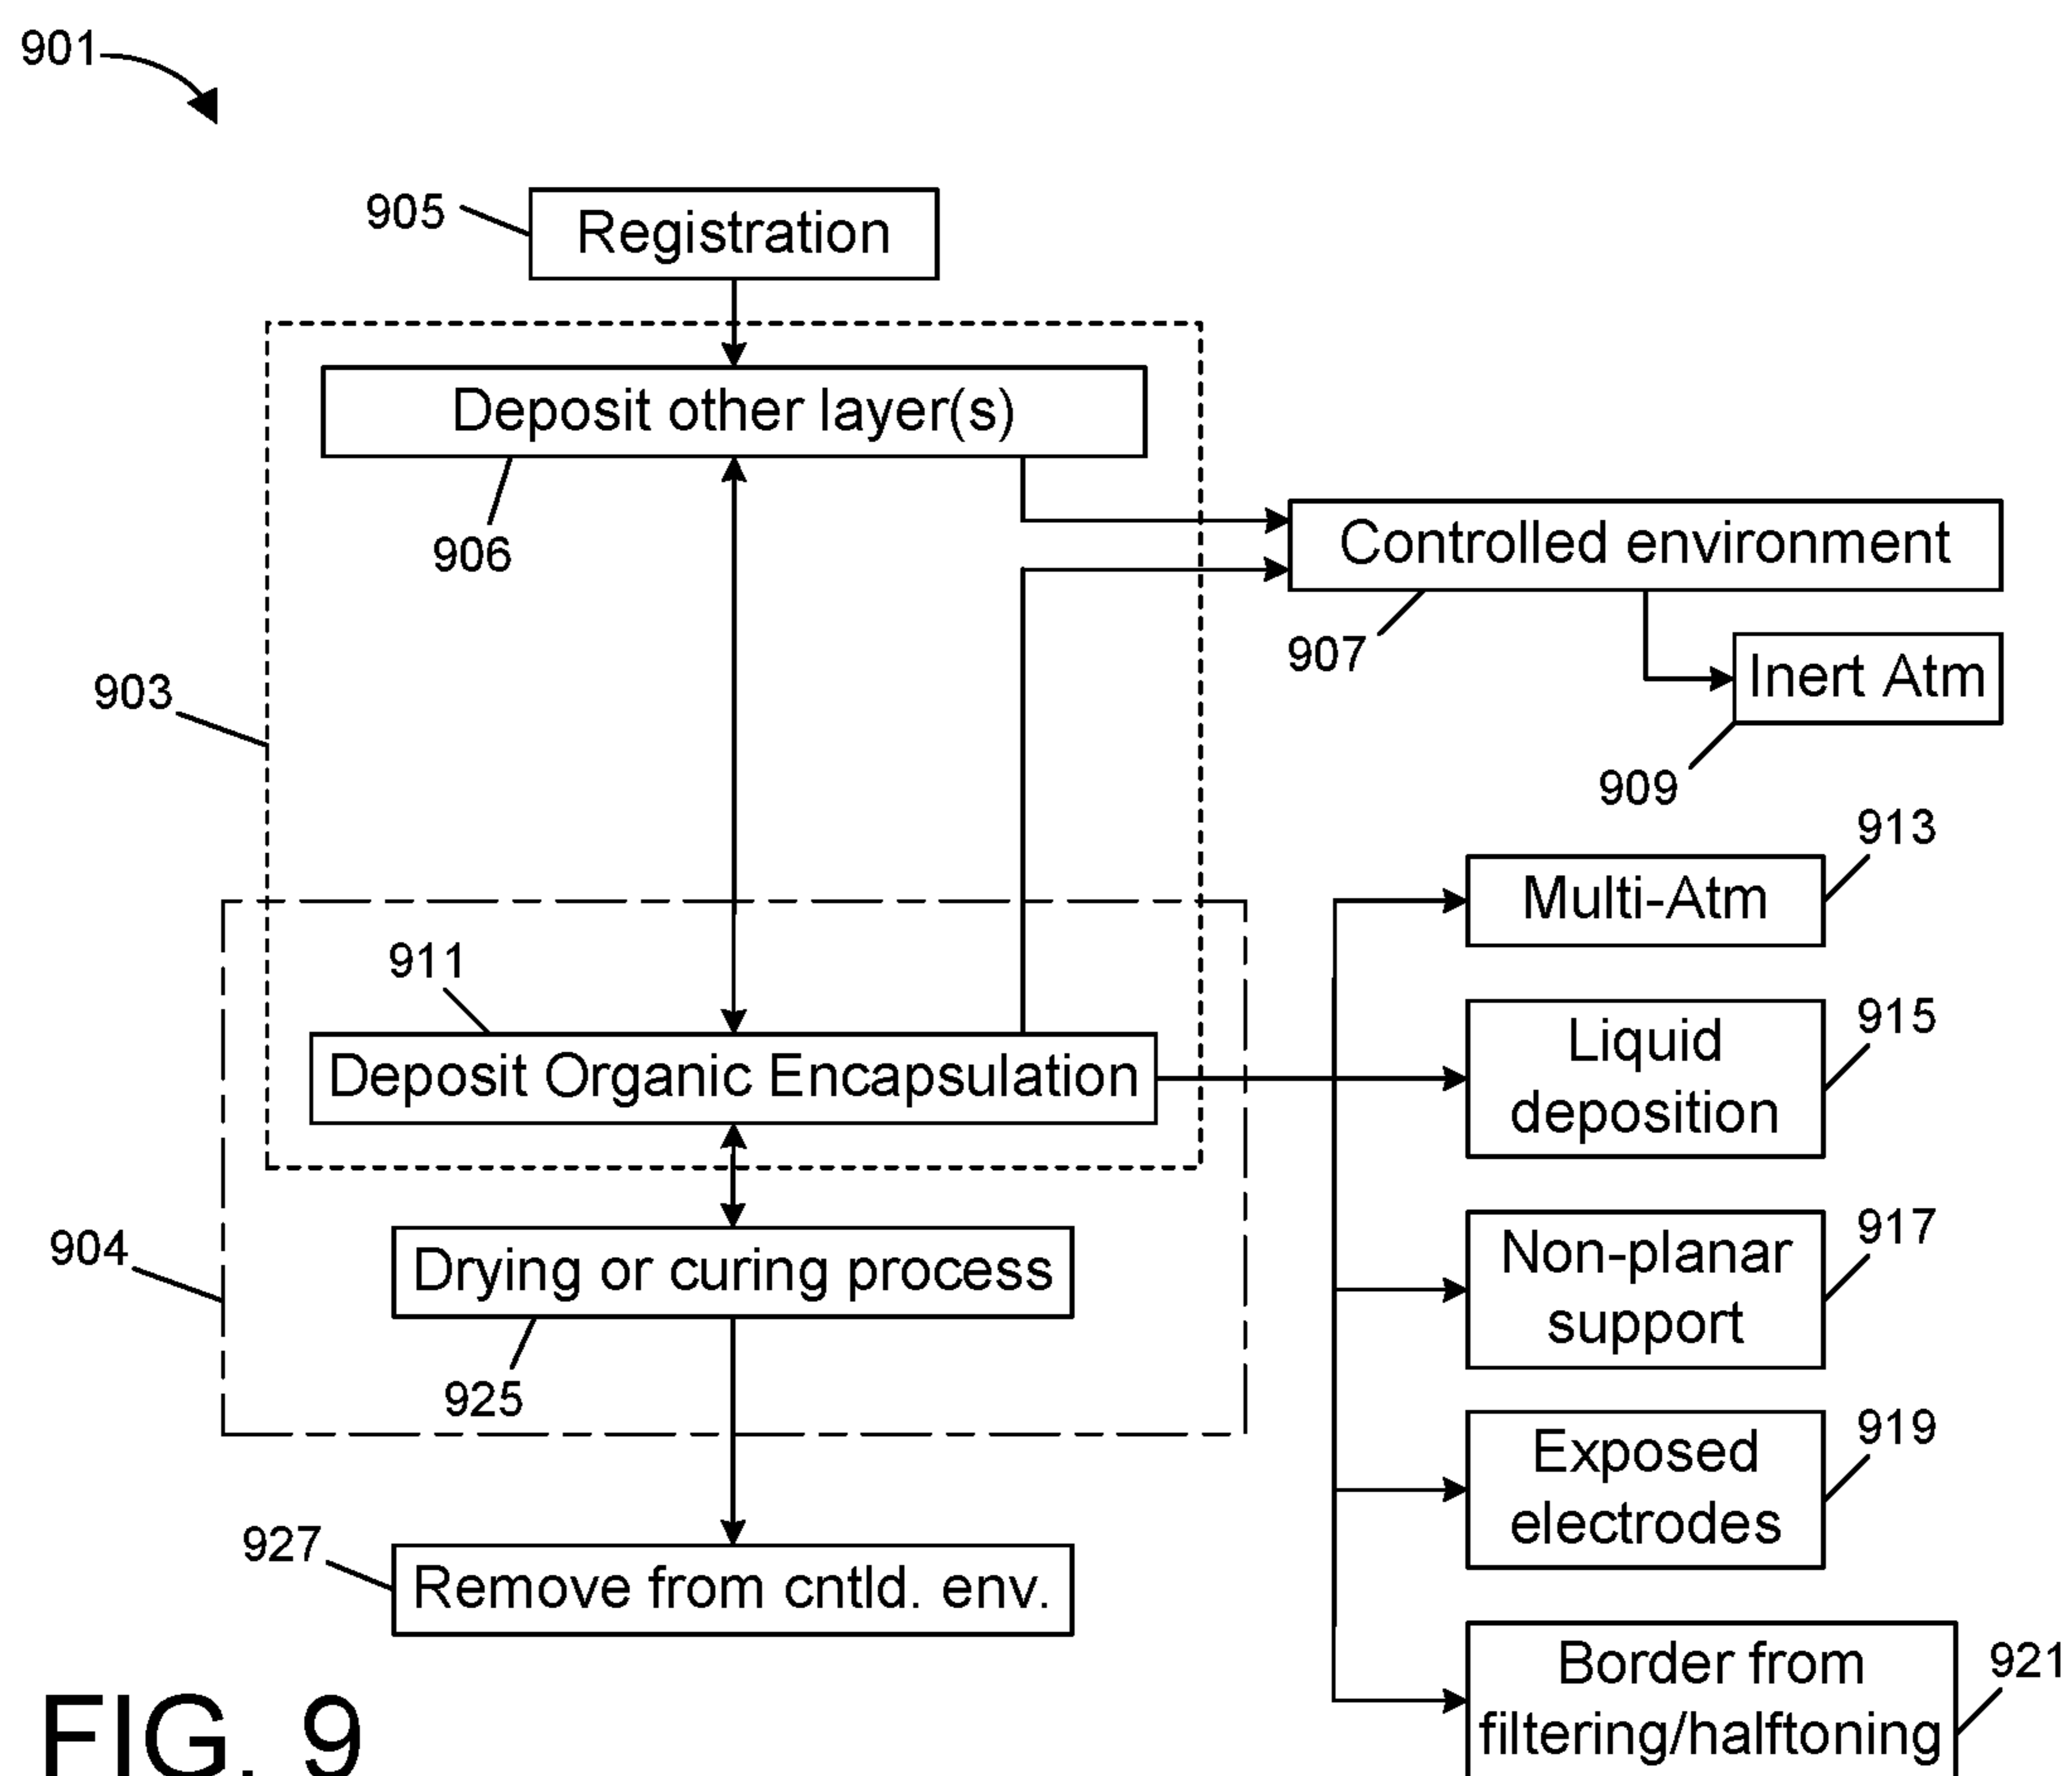 901
905
Registration
Deposit other layer(s)
906
Controlled environment
907
903
Inert Atm
909
913
Multi-Atm
911
915
Liquid
deposition
Deposit Organic Encapsulation
917
Non-planar
support
904
Drying or curing process
925
919
Exposed
electrodes
927
Remove from cntld. env.
921
Border from
filtering/halftoning
FIG. 9